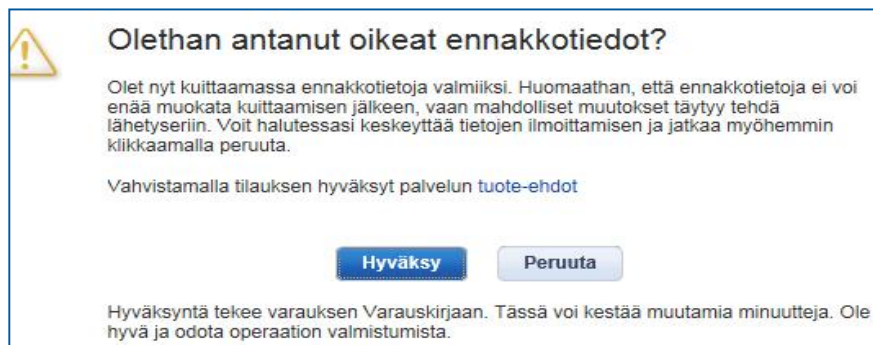 Olethan antanut oikeat ennakkotiedot?
Olet nyt kuittaamassa ennakkotietoja valmiiksi. Huomaathan, että ennakkotietoja ei voi
enää muokata kuittaamisen jälkeen, vaan mahdolliset muutokset täytyy tehdä
lähetyseriin. Voit halutessasi keskeyttää tietojen ilmoittamisen ja jatkaa myöhemmin
klikkaamalla peruuta.
Vahvistamalla tilauksen hyväksyt palvelun tuote-ehdot
Hyväksy Peruuta
Hyväksyntä tekee varauksen Varauskirjaan. Tässä voi kestää muutamia minuutteja. Ole
hyvä ja odota operaation valmistumista.